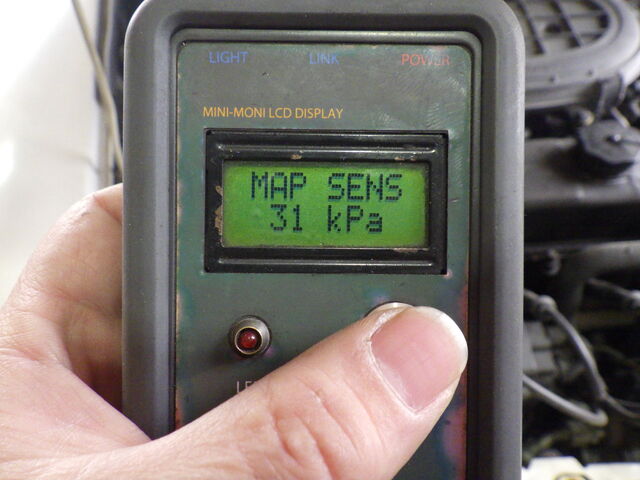 LIGHT LINK POWER
MINI-MONI LCD DISPLAY
MAP SENS
31 kPa